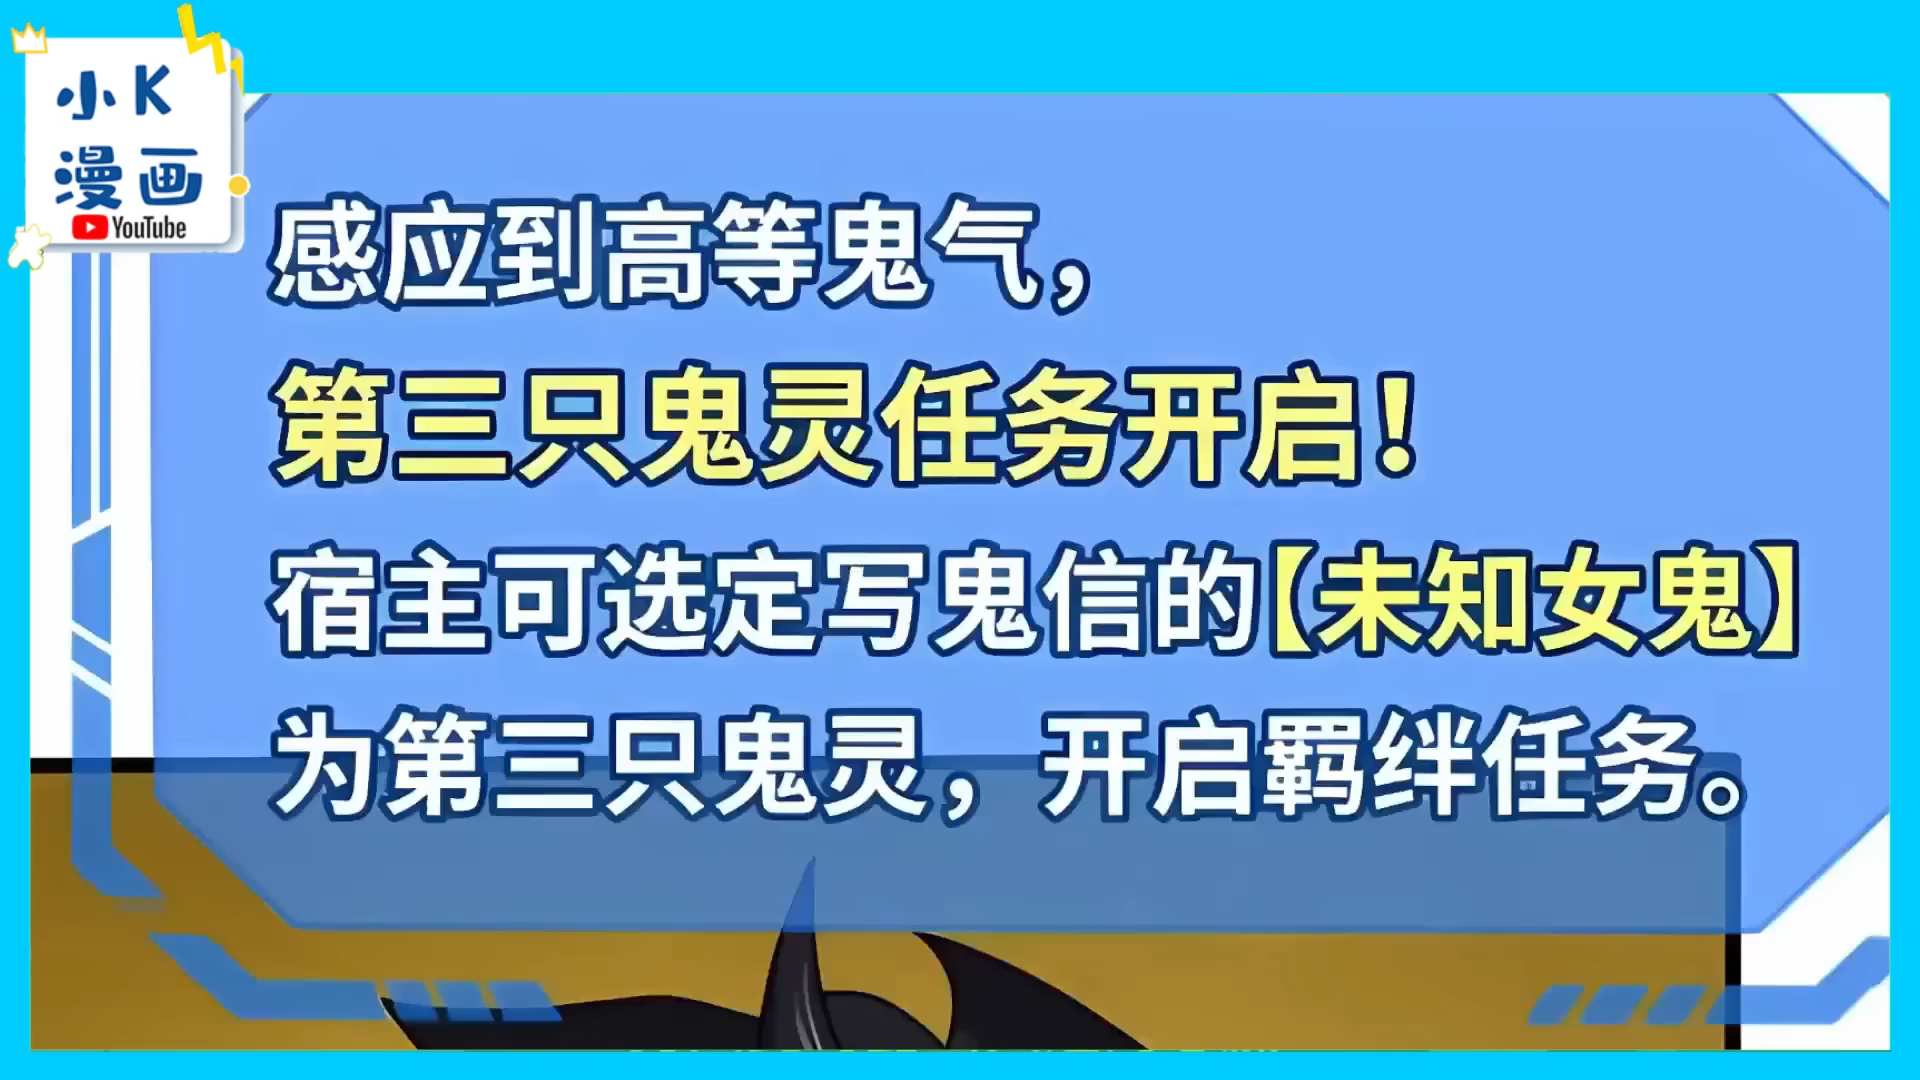 小K
漫画
YouTube
感应到高等鬼气，
第三只鬼灵任务开启！
宿主可选定写鬼信的【未知女鬼】
为第三只鬼灵，开启羁绊任务。